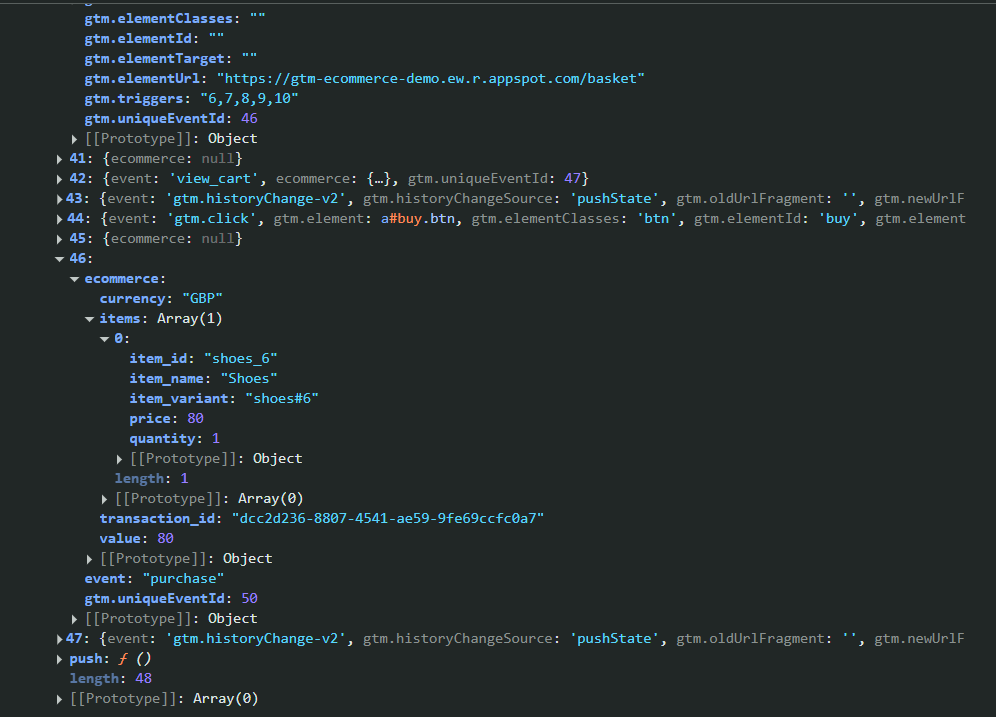 gtm.elementClasses: ""
gtm.elementId: ""
gtm.elementTarget: ""
gtm.elementUrl: "https://gtm-ecommerce-demo.ew.r.appspot.com/basket"
gtm.triggers: "6,7,8,9,10"
gtm.uniqueEventId: 46
[[Prototype]]: Object
41: {ecommerce: null}
42: {event: 'view_cart', ecommerce: {…}, gtm.uniqueEventId: 47}
43: {event: 'gtm.historyChange-v2', gtm.historyChangeSource: 'pushState', gtm.oldUrlFragment: '', gtm.newUrlF
44: {event: 'gtm.click', gtm.element: a#buy.btn, gtm.elementClasses: 'btn', gtm.elementId: 'buy', gtm.element
45: {ecommerce: null}
46:
ecommerce:
currency: "GBP"
items: Array(1)
0:
item_id: "shoes_6"
item_name: "Shoes"
item_variant: "shoes#6"
price: 80
quantity: 1
[[Prototype]]: Object
length: 1
[[Prototype]]: Array(0)
transaction_id: "dcc2d236-8807-4541-ae59-9fe69ccfc0a7"
value: 80
[[Prototype]]: Object
event: "purchase"
gtm.uniqueEventId: 50
[[Prototype]]: Object
47: {event: 'gtm.historyChange-v2', gtm.historyChangeSource: 'pushState', gtm.oldUrlFragment: '', gtm.newUrlF
push: ƒ ()
length: 48
[[Prototype]]: Array(0)